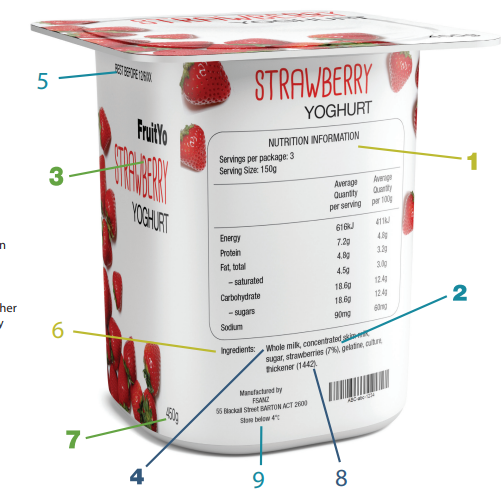 STRAWBERRY
YOGHURT
450g
5
BEST BEFORE
FruitYo
3
STRAWBERRY
YOGHURT
STRAWBERRY
YOGHURT
NUTRITION INFORMATION
1
Servings per package: 3
Serving Size: 150g
Average Quantity per serving
Average Quantity per 100g
Energy 616kJ 411kJ
Protein 7.2g 4.8g
Fat, total 4.8g 3.2g
– saturated 4.5g 3.0g
Carbohydrate 18.6g 12.4g
– sugars 18.6g 12.4g
Sodium 90mg 60mg
n
her
y
2
6
Ingredients: Whole milk, concentrated skim milk,
sugar, strawberries (7%), gelatine, culture,
thickener (1442).
Manufactured by
FSANZ
55 Blackall Street BARTON ACT 2600
Store below 4°c
450g
7
4
9
8